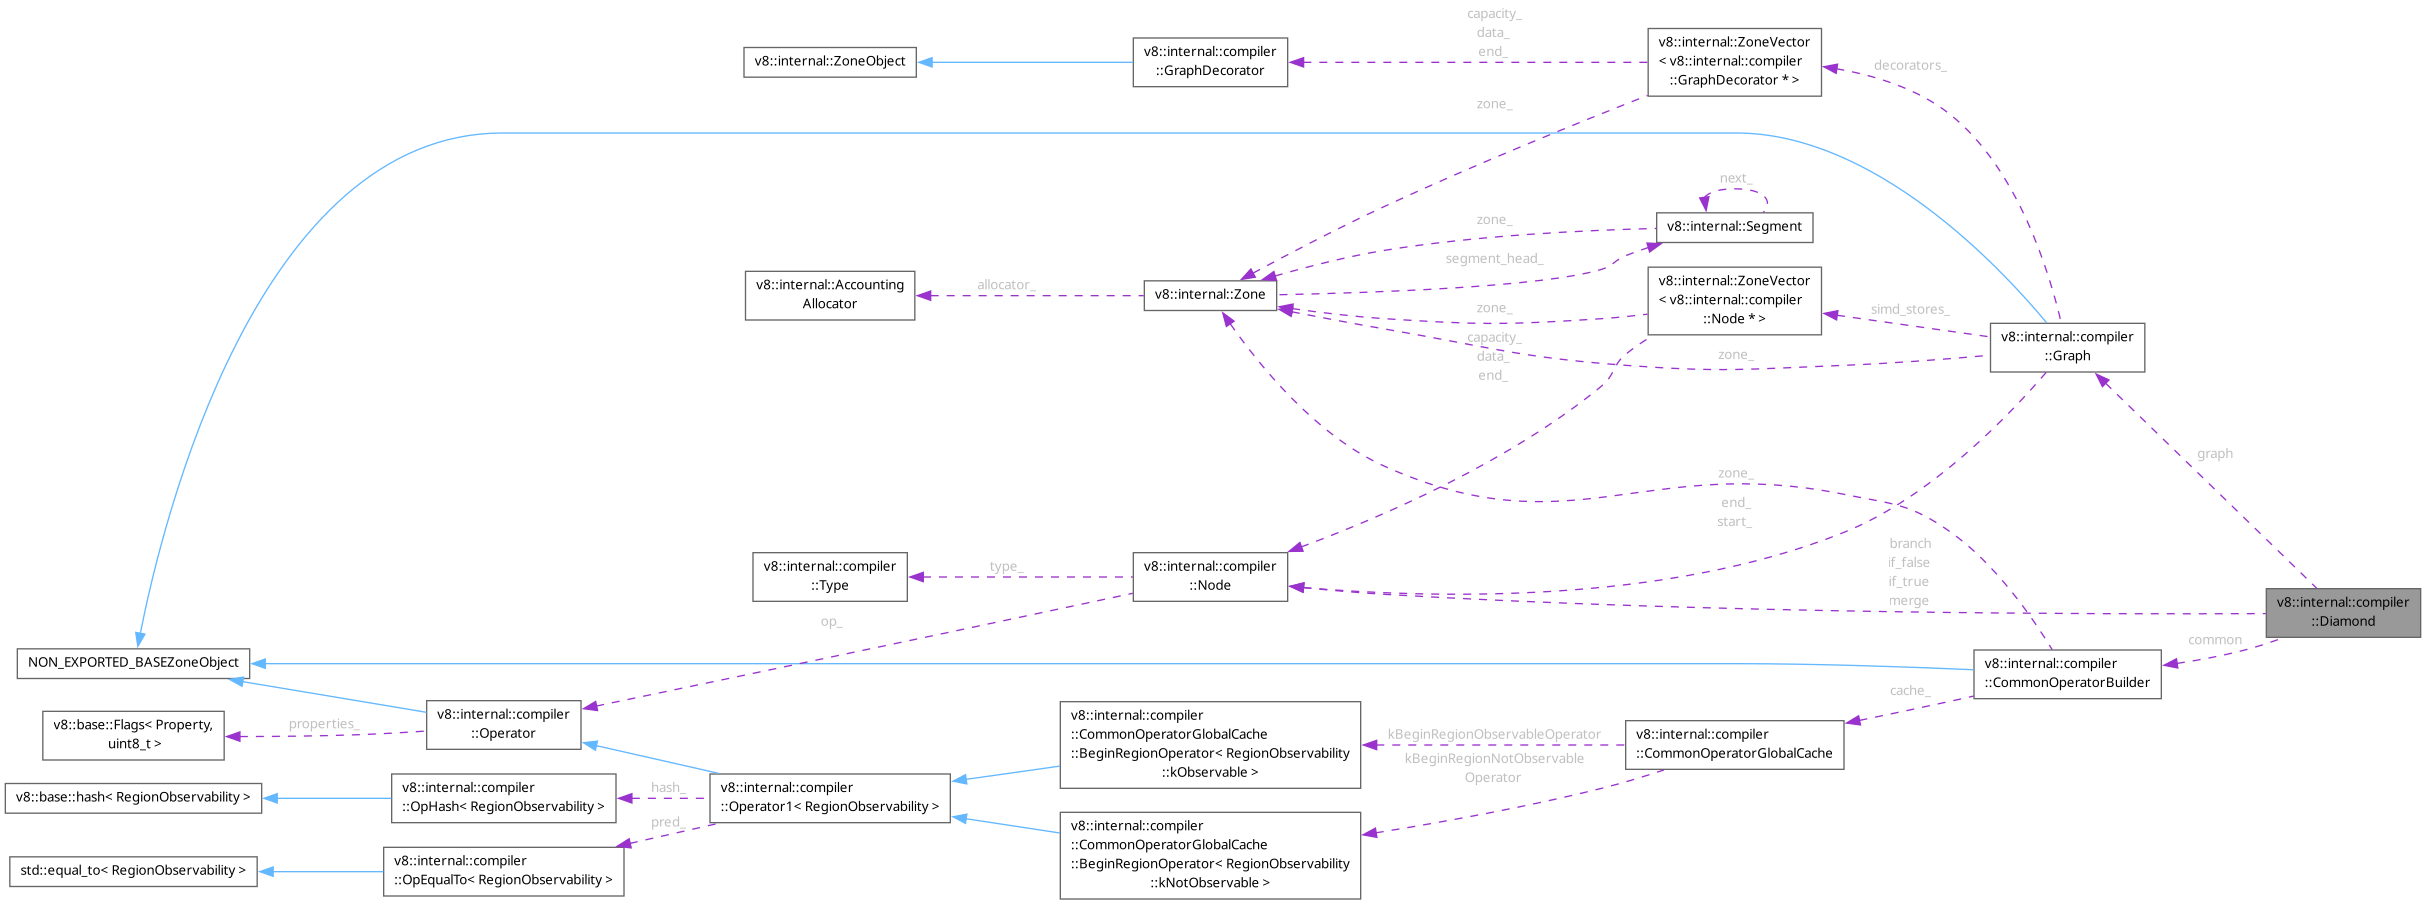 capacity_
data_
end_
v8::internal::ZoneObject
v8::internal::compiler
::GraphDecorator
v8::internal::ZoneVector
< v8::internal::compiler
::GraphDecorator * >
decorators_
zone_
next_
zone_
v8::internal::Segment
segment_head_
v8::internal::Accounting
Allocator
allocator_
v8::internal::Zone
v8::internal::ZoneVector
< v8::internal::compiler
::Node * >
zone_
simd_stores_
capacity_
data_
end_
zone_
v8::internal::compiler
::Graph
graph
zone_
end_
start_
v8::internal::compiler
::Type
type_
v8::internal::compiler
::Node
branch
if_false
if_true
merge
v8::internal::compiler
::Diamond
op_
common
NON_EXPORTED_BASEZoneObject
v8::internal::compiler
::CommonOperatorBuilder
cache_
v8::base::Flags< Property,
uint8_t >
properties_
v8::internal::compiler
::Operator
v8::internal::compiler
::CommonOperatorGlobalCache
::BeginRegionOperator< RegionObservability
::kObservable >
kBeginRegionObservableOperator
kBeginRegionNotObservable
Operator
v8::internal::compiler
::CommonOperatorGlobalCache
v8::base::hash< RegionObservability >
v8::internal::compiler
::OpHash< RegionObservability >
hash_
pred_
v8::internal::compiler
::Operator1< RegionObservability >
v8::internal::compiler
::CommonOperatorGlobalCache
::BeginRegionOperator< RegionObservability
::kNotObservable >
std::equal_to< RegionObservability >
v8::internal::compiler
::OpEqualTo< RegionObservability >